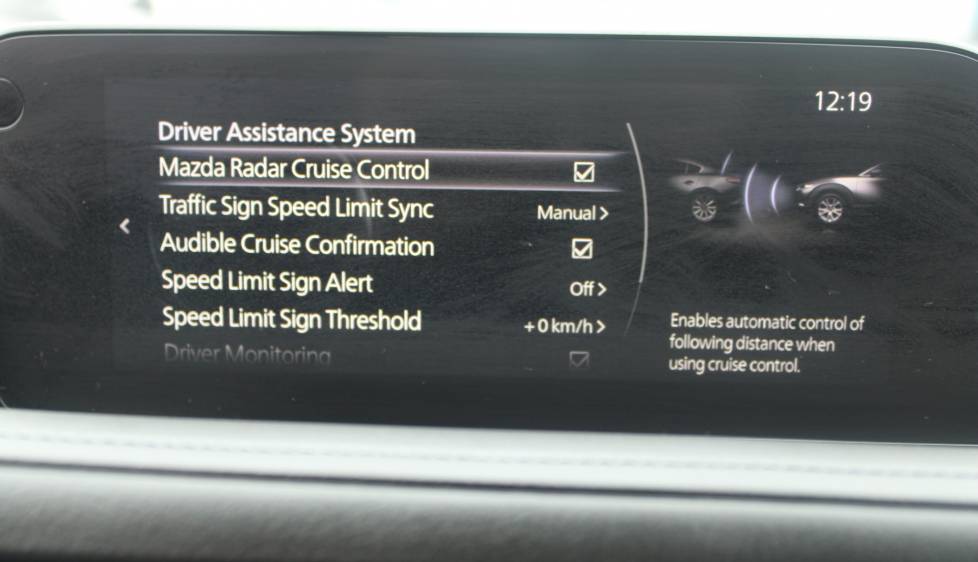 12:19
Driver Assistance System
Mazda Radar Cruise Control
Traffic Sign Speed Limit Sync Manual >
Audible Cruise Confirmation
Speed Limit Sign Alert Off >
Speed Limit Sign Threshold +0 km/h >
Driver Monitoring
Enables automatic control of
following distance when
using cruise control.